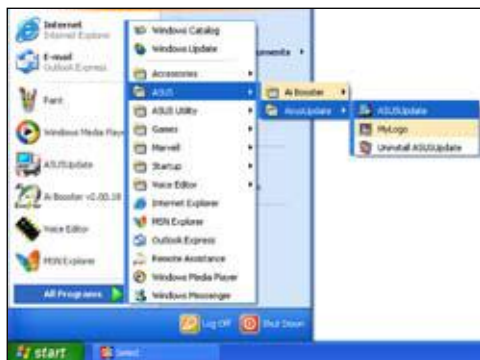 Internet
Internet Explorer
E-mail
Outlook Express
Paint
Windows Media Play
ASUSUpdate
Ai Booster v2.00.18
Voice Editor
MSN Explorer
All Programs
Windows Catalog
Windows Update
Accessories
ASUS
ASUS Utility
Games
Marvell
Startup
Voice Editor
Internet Explorer
MSN Explorer
Outlook Express
Remote Assistance
Windows Media Player
Windows Messenger
uments
Ai Booster
AsusUpdate
ASUSUpdate
MyLogo
Uninstall ASUSUpdate
Log Off
Shut Down
start